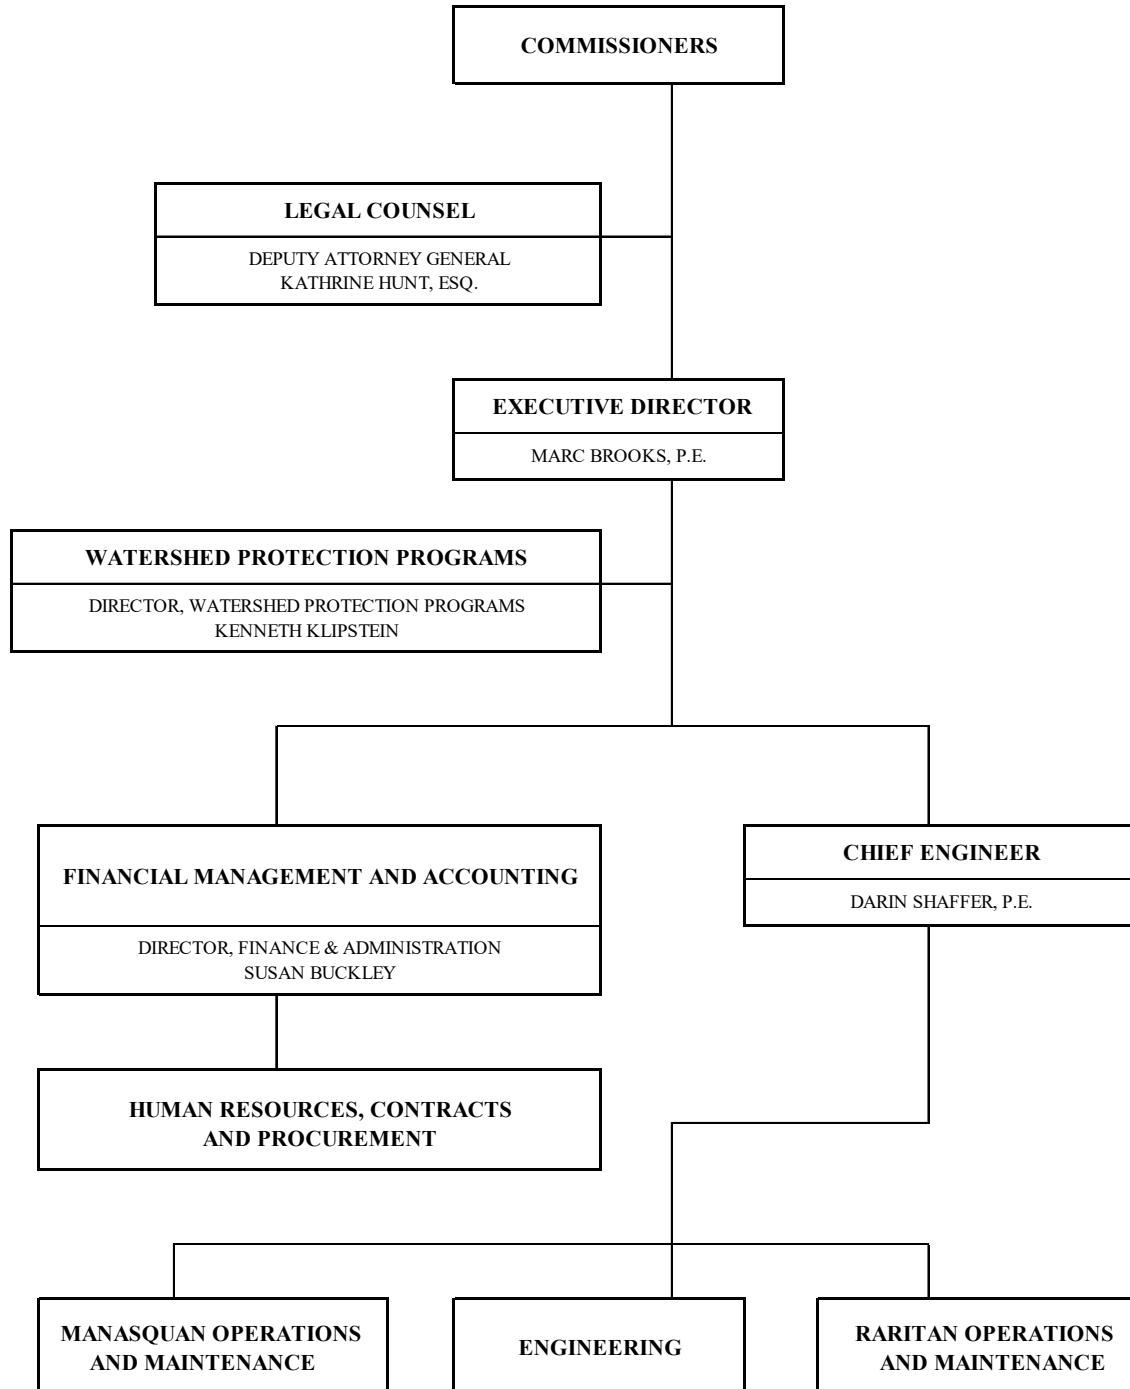 COMMISSIONERS
LEGAL COUNSEL
DEPUTY ATTORNEY GENERAL
KATHRINE HUNT, ESQ.
EXECUTIVE DIRECTOR
MARC BROOKS, P.E.
WATERSHED PROTECTION PROGRAMS
DIRECTOR, WATERSHED PROTECTION PROGRAMS
KENNETH KLIPSTEIN
FINANCIAL MANAGEMENT AND ACCOUNTING
DIRECTOR, FINANCE & ADMINISTRATION
SUSAN BUCKLEY
CHIEF ENGINEER
DARIN SHAFFER, P.E.
HUMAN RESOURCES, CONTRACTS
AND PROCUREMENT
MANASQUAN OPERATIONS
AND MAINTENANCE
ENGINEERING
RARITAN OPERATIONS
AND MAINTENANCE